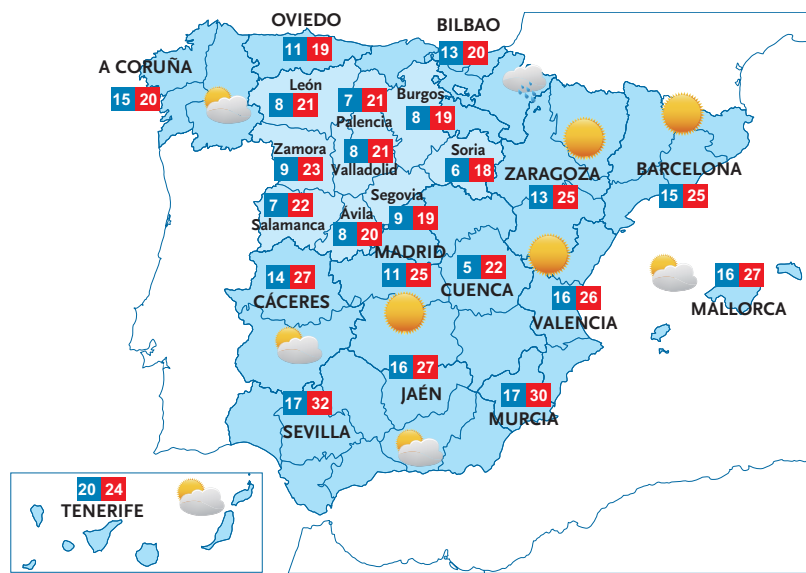 OVIEDO
11 19
BILBAO
13 20
A CORUÑA
15 20
León
8 21
7 21
Palencia
Burgos
8 19
Zamora
9 23
8 21
Valladolid
Soria
6 18
ZARAGOZA
13 25
BARCELONA
15 25
7 22
Salamanca
Ávila
8 20
Segovia
9 19
MADRID
11 25
5 22
CUENCA
14 27
CÁCERES
16 26
VALENCIA
16 27
MALLORCA
16 27
JAÉN
17 32
SEVILLA
17 30
MURCIA
20 24
TENERIFE